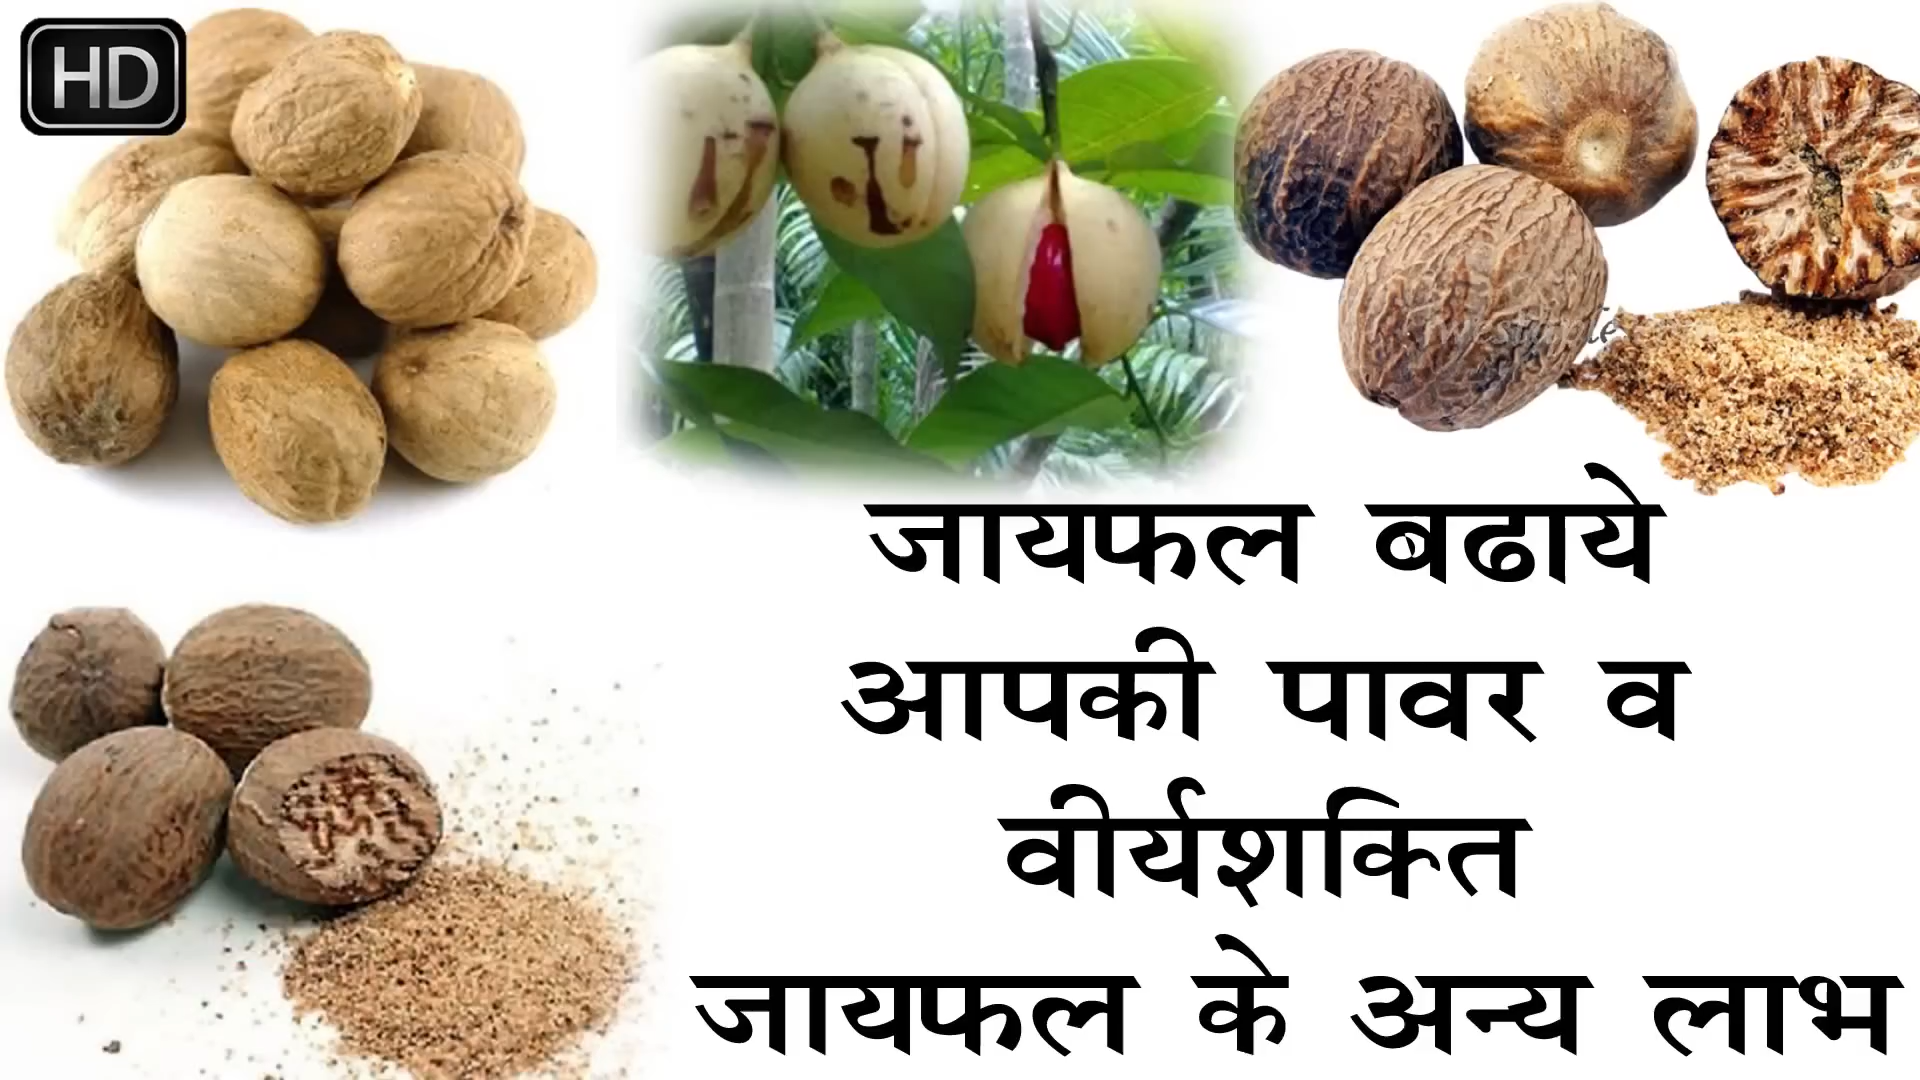 HD
जायफल बढाये
आपकी पावर व
वीर्यशक्ति
जायफल के अन्य लाभ